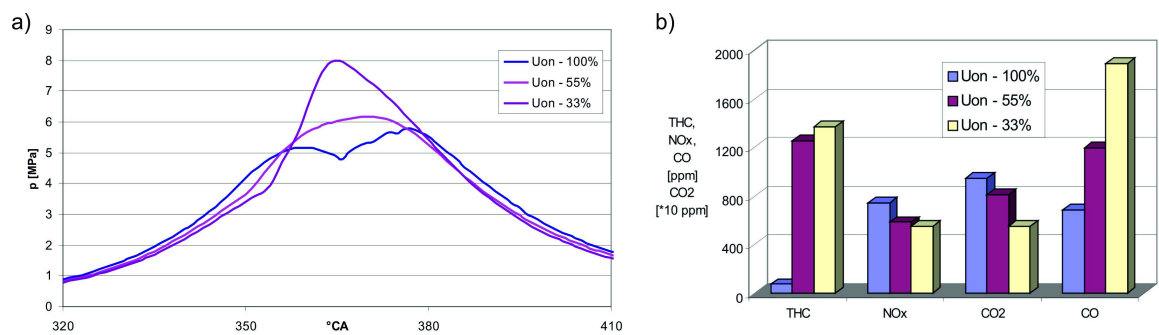 a)
9
8
7
6
5
4
3
2
1
0
p [MPa]
320
350
°CA
380
410
Uon - 100%
Uon - 55%
Uon - 33%
b)
2000
1600
1200
800
400
0
THC,
NOx,
CO
[ppm]
CO2
[*10 ppm]
Uon - 100%
Uon - 55%
Uon - 33%
THC
NOx
CO2
CO